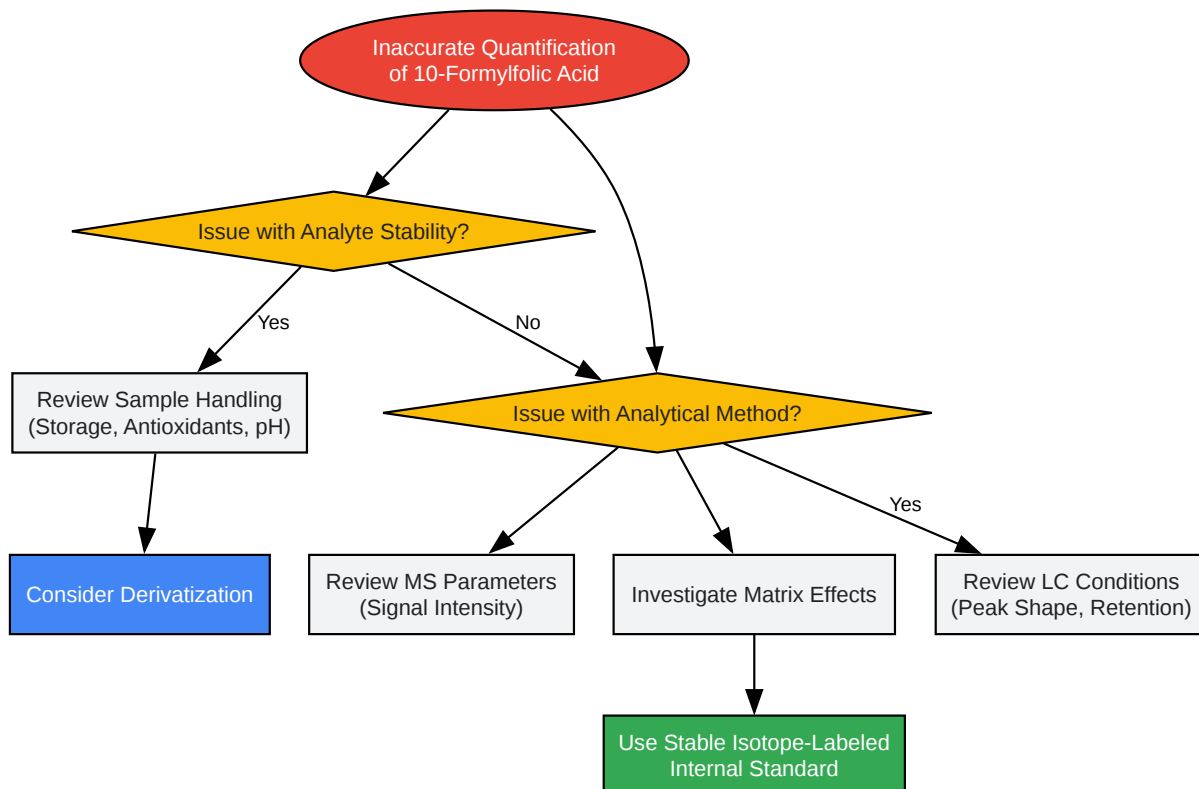 Inaccurate Quantification
of 10-Formylfolic Acid
Issue with Analyte Stability?
Yes
No
Review Sample Handling
(Storage, Antioxidants, pH)
Issue with Analytical Method?
Yes
Consider Derivatization
Review MS Parameters
(Signal Intensity)
Investigate Matrix Effects
Review LC Conditions
(Peak Shape, Retention)
Use Stable Isotope-Labeled
Internal Standard